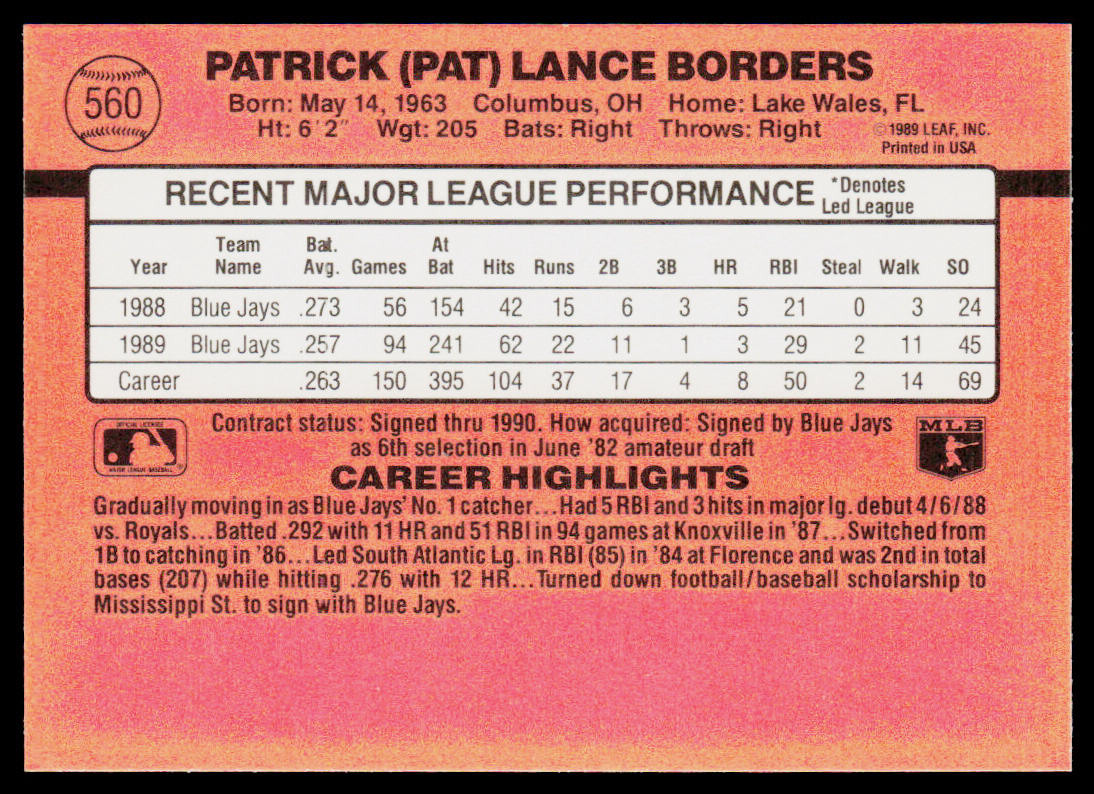 560
PATRICK (PAT) LANCE BORDERS
Born: May 14, 1963 Columbus, OH Home: Lake Wales, FL
Ht: 6'2" Wgt: 205 Bats: Right Throws: Right
©1989 LEAF, INC.
Printed in USA
RECENT MAJOR LEAGUE PERFORMANCE *Denotes Led League
Year Team Name Bat. Avg. Games At Bat Hits Runs 2B 3B HR RBI Steal Walk SO
1988 Blue Jays .273 56 154 42 15 6 3 5 21 0 3 24
1989 Blue Jays .257 94 241 62 22 11 1 3 29 2 11 45
Career .263 150 395 104 37 17 4 8 50 2 14 69
OFFICIAL LICENSEE
MAJOR LEAGUE BASEBALL
Contract status: Signed thru 1990. How acquired: Signed by Blue Jays
as 6th selection in June '82 amateur draft
MLB
CAREER HIGHLIGHTS
Gradually moving in as Blue Jays' No. 1 catcher...Had 5 RBI and 3 hits in major lg. debut 4/6/88
vs. Royals...Batted .292 with 11 HR and 51 RBI in 94 games at Knoxville in '87...Switched from
1B to catching in '86...Led South Atlantic Lg. in RBI (85) in '84 at Florence and was 2nd in total
bases (207) while hitting .276 with 12 HR...Turned down football/baseball scholarship to
Mississippi St. to sign with Blue Jays.